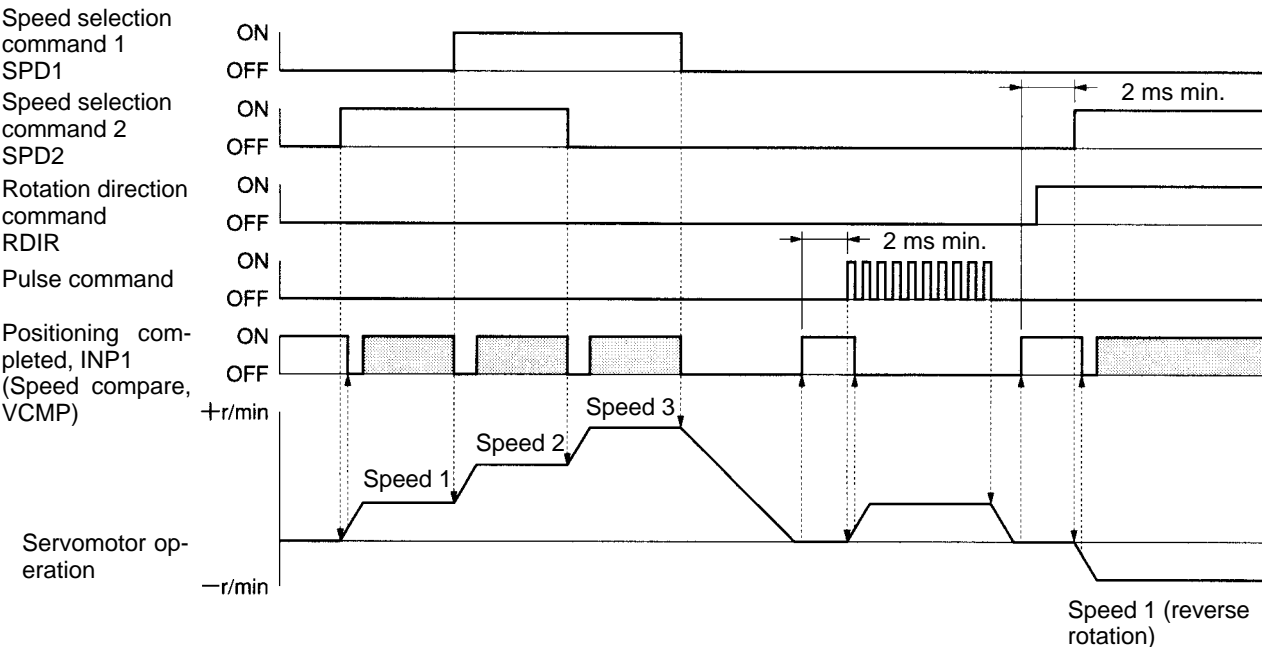 Speed selection
command 1
SPD1
ON
OFF
Speed selection
command 2
SPD2
ON
OFF
2 ms min.
Rotation direction
command
RDIR
ON
OFF
2 ms min.
Pulse command
ON
OFF
Positioning com-
pleted, INP1
(Speed compare,
VCMP)
ON
OFF
+r/min
Speed 1
Speed 2
Speed 3
Servomotor op-
eration
−r/min
Speed 1 (reverse
rotation)